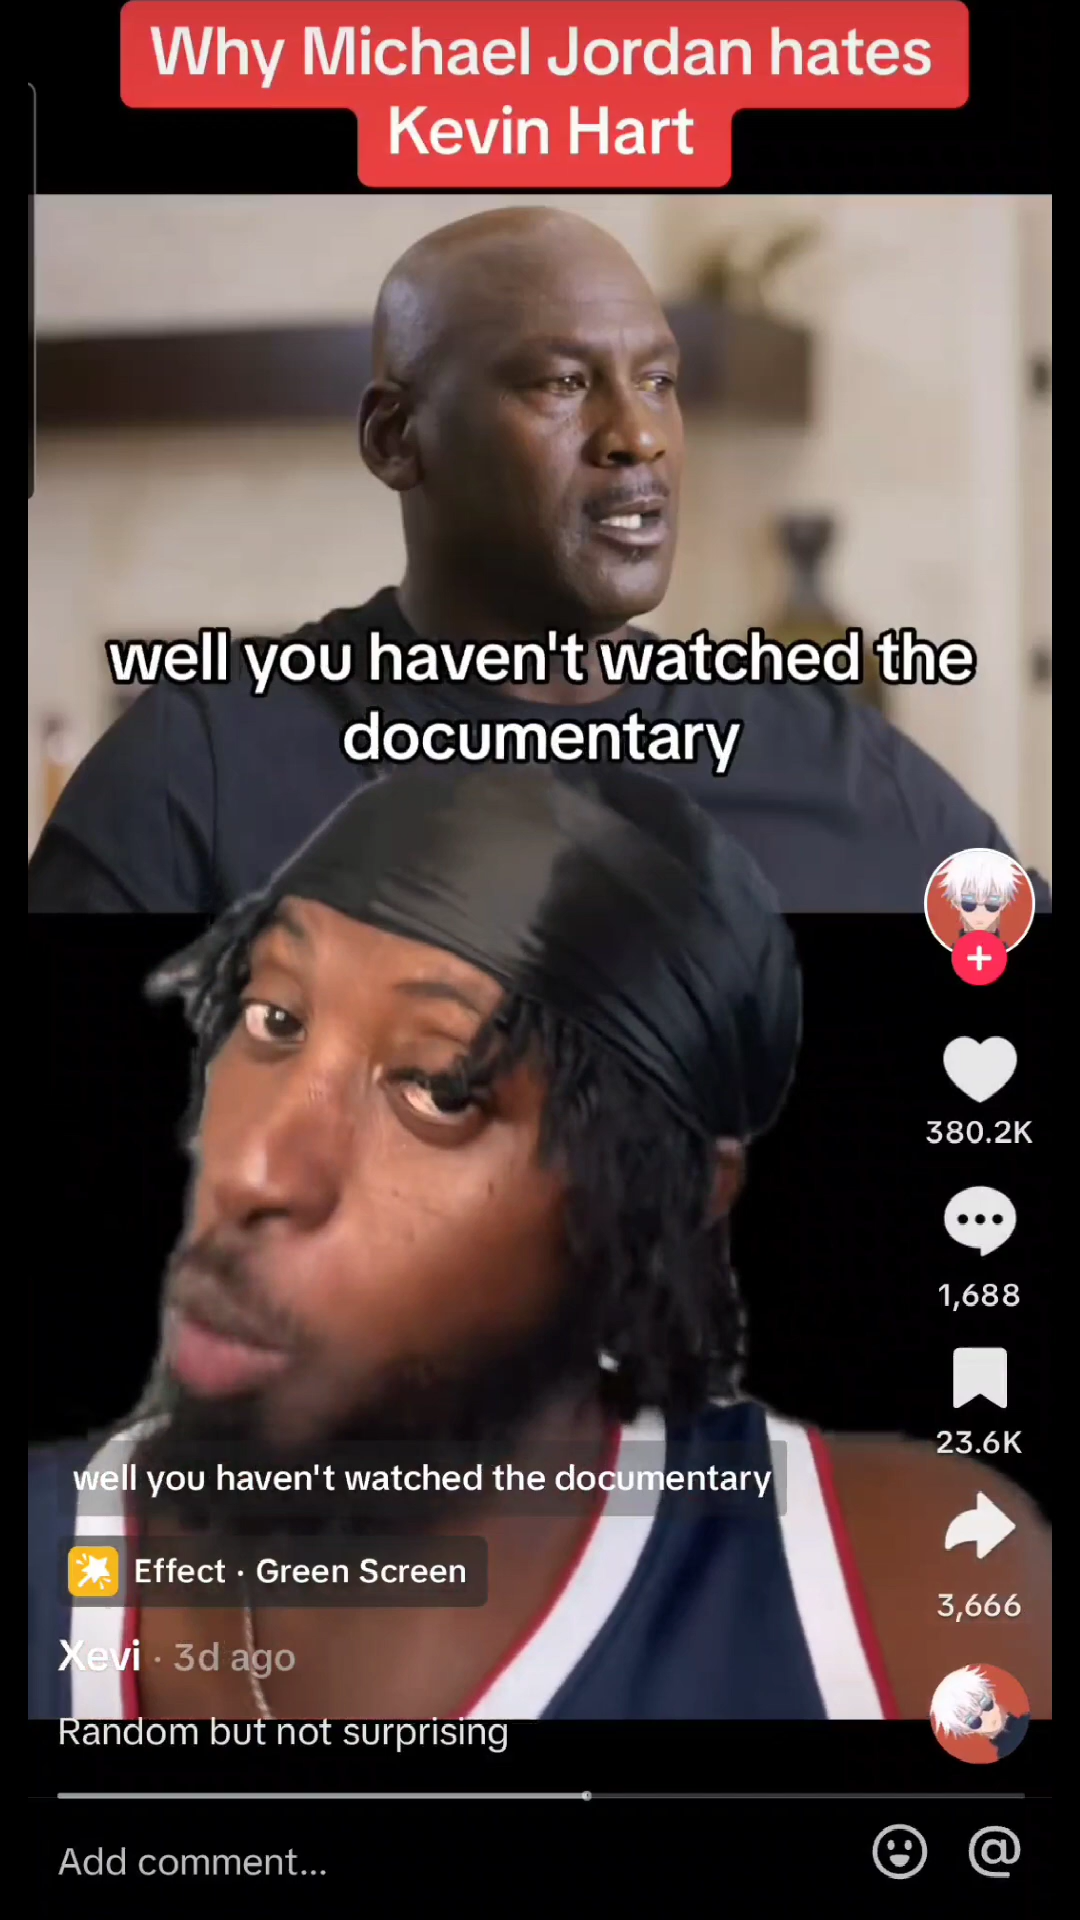 Why Michael Jordan hates
Kevin Hart
well you haven't watched the
documentary
380.2K
1,688
23.6K
3,666
well you haven't watched the documentary
Effect · Green Screen
Xevi · 3d ago
Random but not surprising
Add comment...